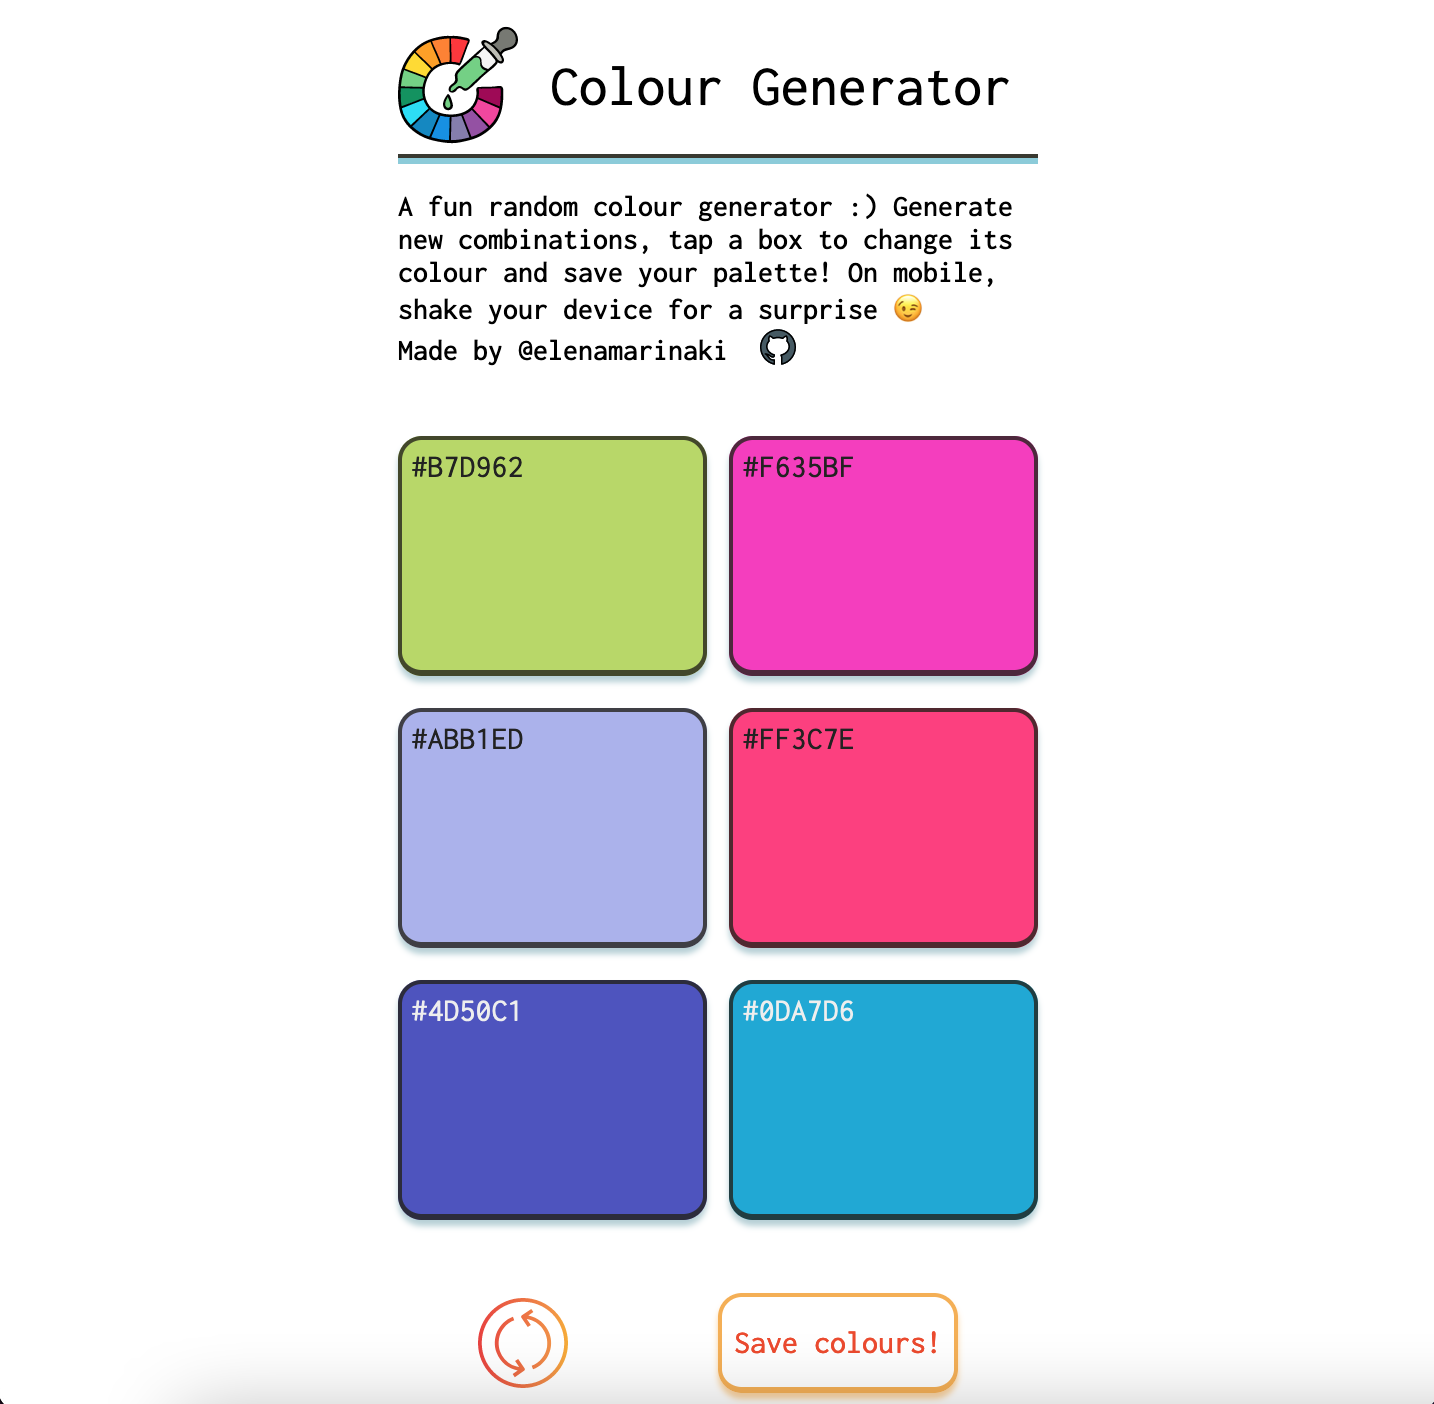 Colour Generator
A fun random colour generator :) Generate
new combinations, tap a box to change its
colour and save your palette! On mobile,
shake your device for a surprise 😉
Made by @elenamarinaki
#B7D962
#F635BF
#ABB1ED
#FF3C7E
#4D50C1
#0DA7D6
Save colours!